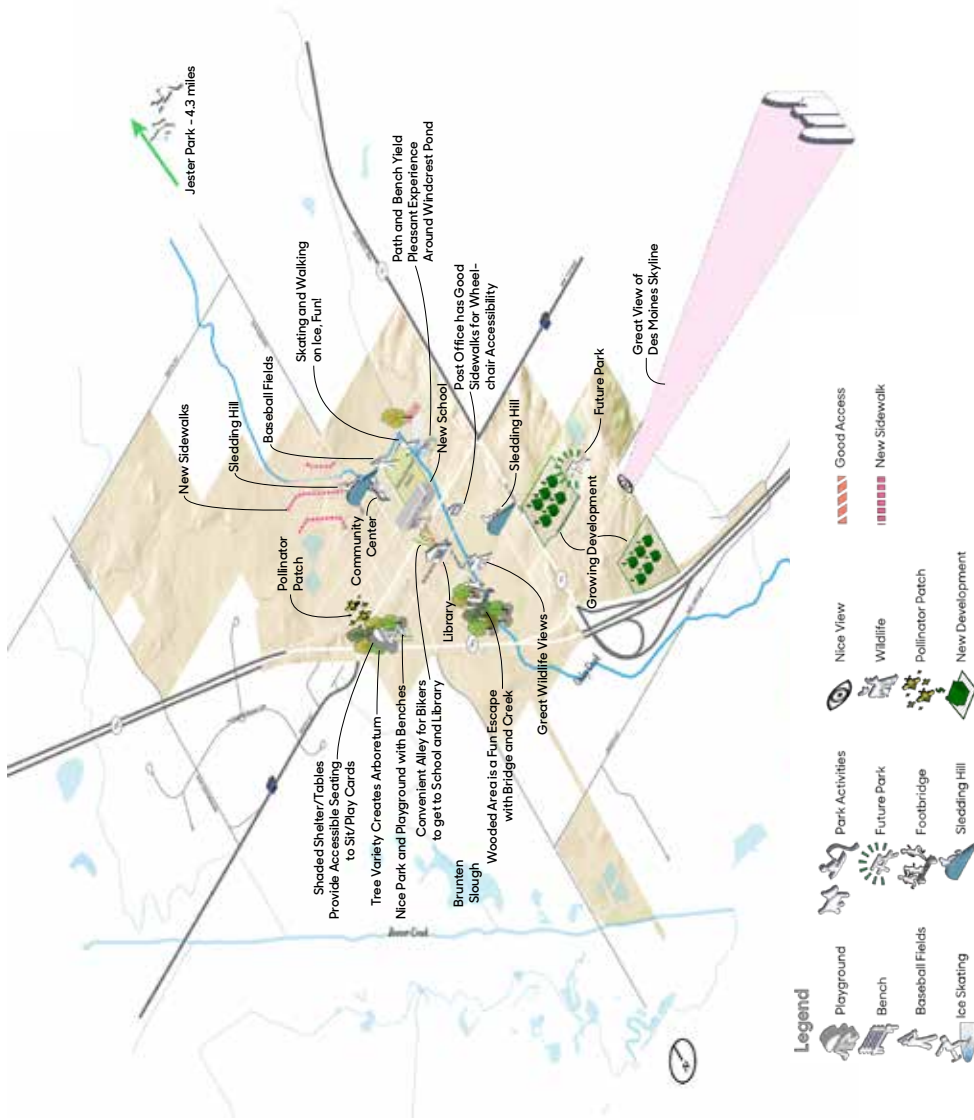 Jester Park - 4.3 miles
New Sidewalks
Sledding Hill
Baseball Fields
Skating and Walking
on Ice, Fun!
Path and Bench Yield
Pleasant Experience
Around Windcrest Pond
Pollinator
Patch
Community
Center
New School
Post Office has Good
Sidewalks for Wheel-
chair Accessibility
Shaded Shelter/Tables
Provide Accessible Seating
to Sit/Play Cards
Tree Variety Creates Arboretum
Nice Park and Playground with Benches
Convenient Alley for Bikers
to get to School and Library
Library
Sledding Hill
Brunten
Slough
Wooded Area is a Fun Escape
with Bridge and Creek
Great Wildlife Views
Growing Development
Future Park
Great View of
Des Moines Skyline
Beaver Creek
Legend
Playground
Bench
Baseball Fields
Ice Skating
Park Activities
Future Park
Footbridge
Sledding Hill
Nice View
Wildlife
Pollinator Patch
New Development
Good Access
New Sidewalk